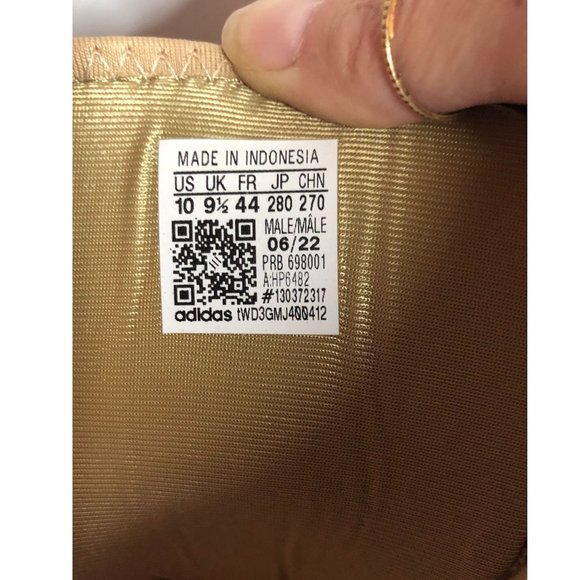 MADE IN INDONESIA
US UK FR JP CHN
10 9½ 44 280 270
MALE/MÂLE
06/22
PRB 698001
A:HP6482
#130372317
adidas tWD3GMJ400412